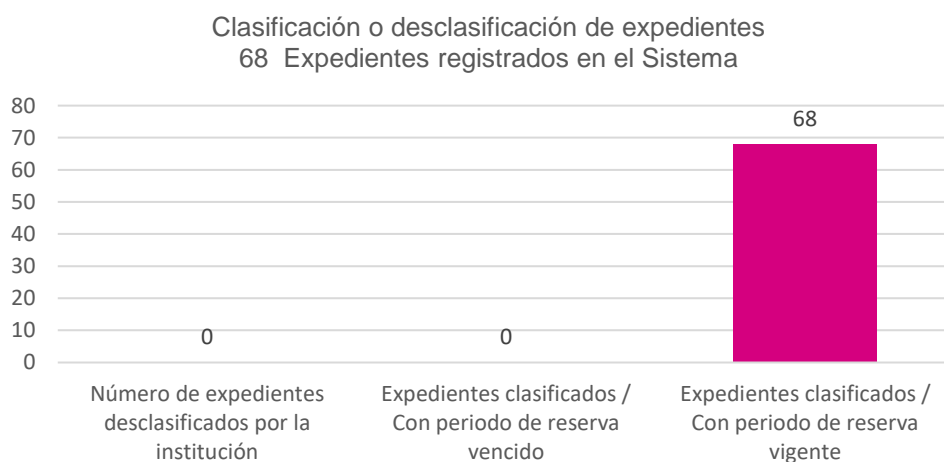 Clasificación o desclasificación de expedientes
68 Expedientes registrados en el Sistema
80
70
60
50
40
30
20
10
0
0
0
68
Número de expedientes
desclasificados por la
institución
Expedientes clasificados /
Con periodo de reserva
vencido
Expedientes clasificados /
Con periodo de reserva
vigente